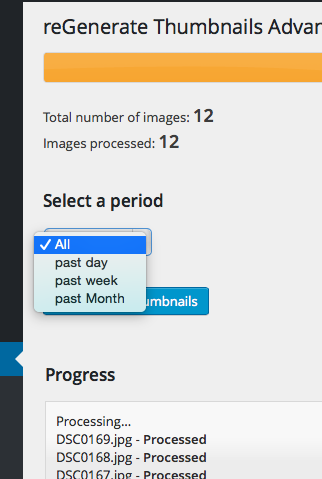 reGenerate Thumbnails Advan
Total number of images: 12
Images processed: 12
Select a period
✓ All
past day
past week
past Month
umbnails
Progress
Processing...
DSC0169.jpg - Processed
DSC0168.jpg - Processed
DSC0167.jpg - Processed